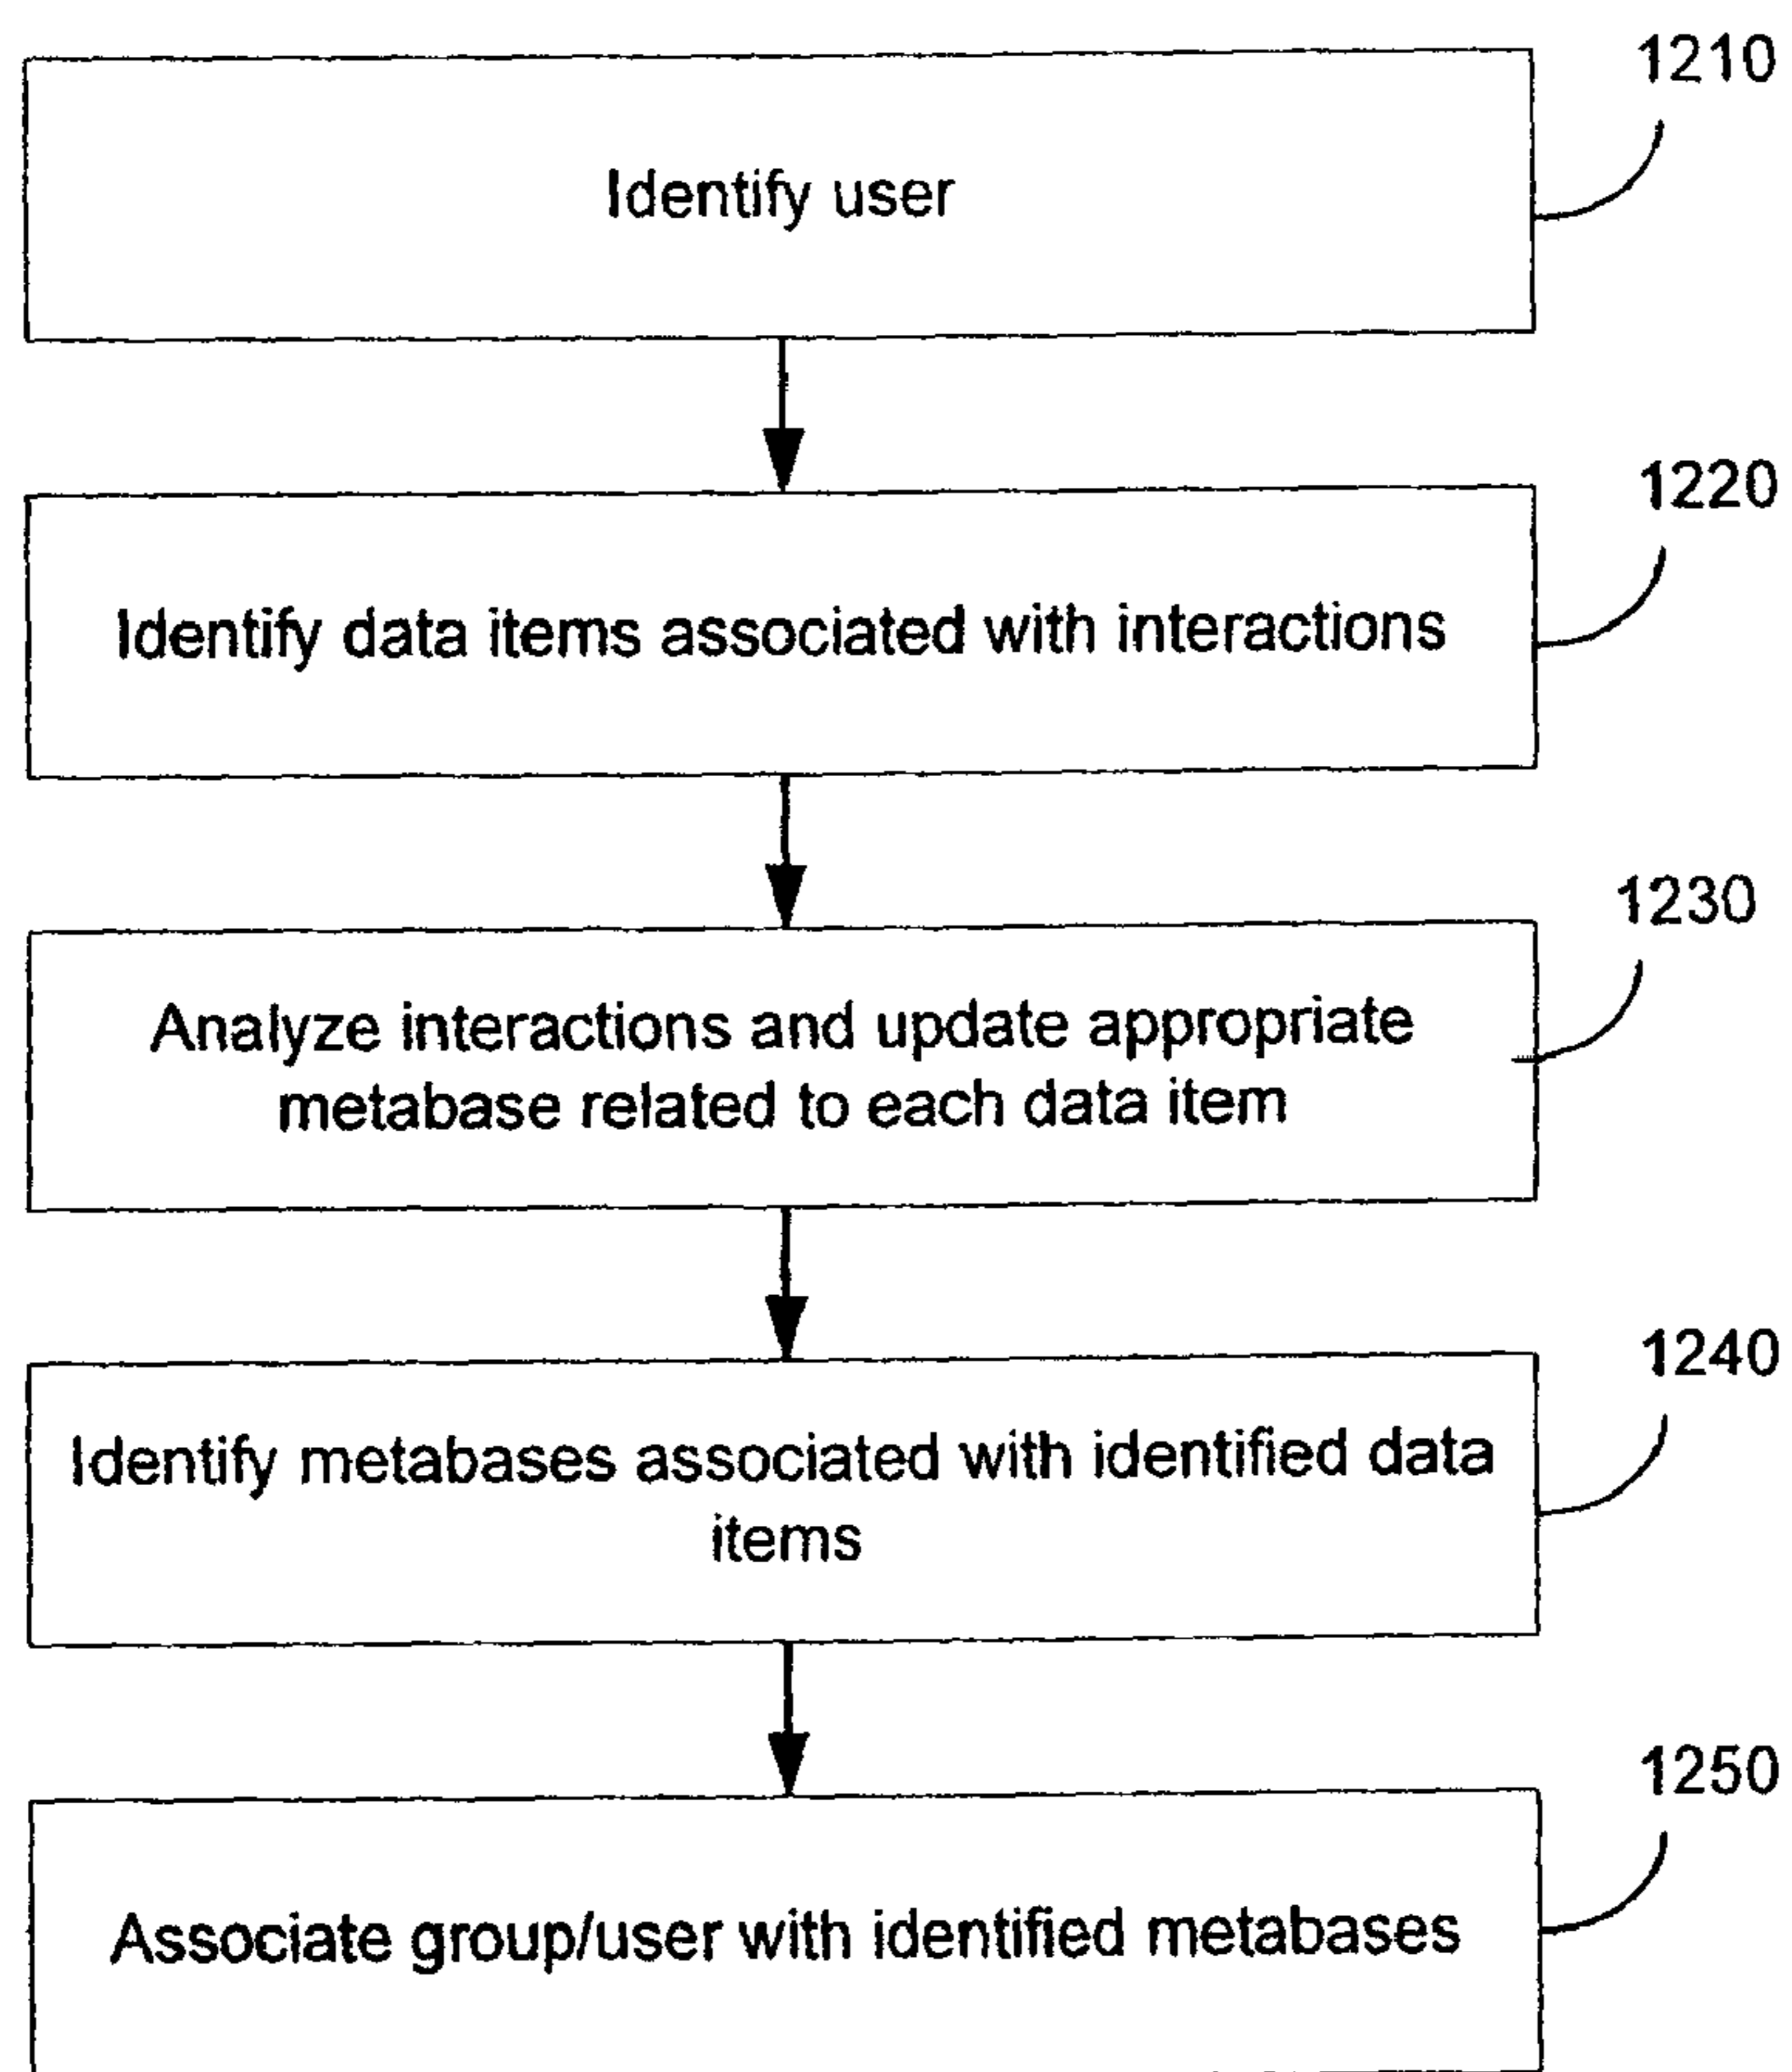 1210
Identify user
1220
Identify data items associated with interactions
1230
Analyze interactions and update appropriate
metabase related to each data item
1240
Identify metabases associated with identified data
items
1250
Associate group/user with identified metabases